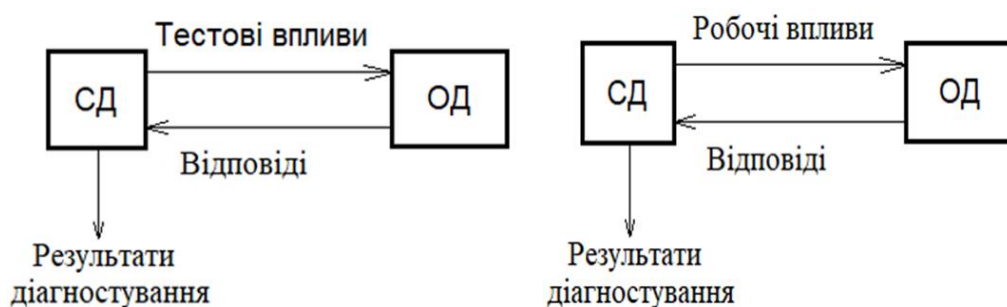 Тестові впливи
СД
ОД
Відповіді
Результати
діагностування
Робочі впливи
СД
ОД
Відповіді
Результати
діагностування